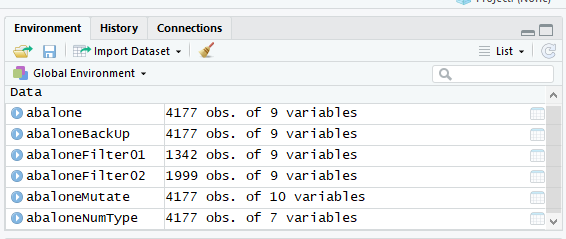 Project: (None)
Environment History Connections
Import Dataset List
Global Environment
Data
abalone 4177 obs. of 9 variables
abaloneBackUp 4177 obs. of 9 variables
abaloneFilter01 1342 obs. of 9 variables
abaloneFilter02 1999 obs. of 9 variables
abaloneMutate 4177 obs. of 10 variables
abaloneNumType 4177 obs. of 7 variables